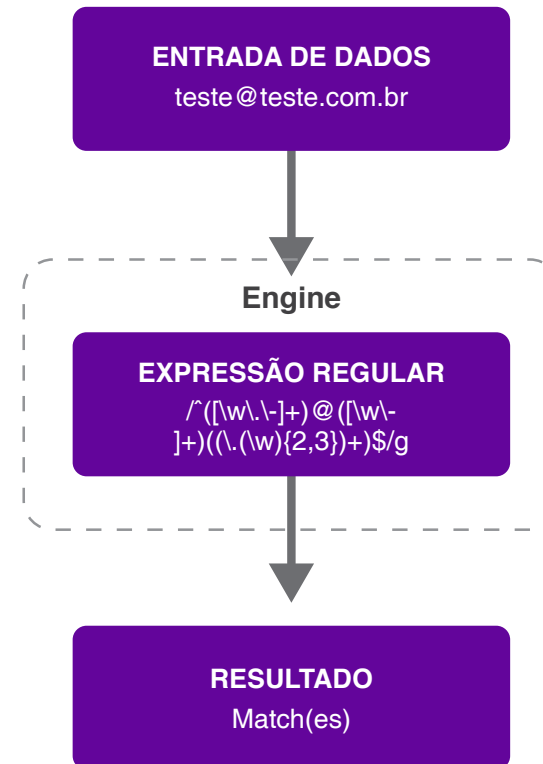 ENTRADA DE DADOS
teste@teste.com.br
Engine
EXPRESSÃO REGULAR
/^([\w\.\-]+)@([\w\-
]+)((\.(\w){2,3})+)$/g
RESULTADO
Match(es)